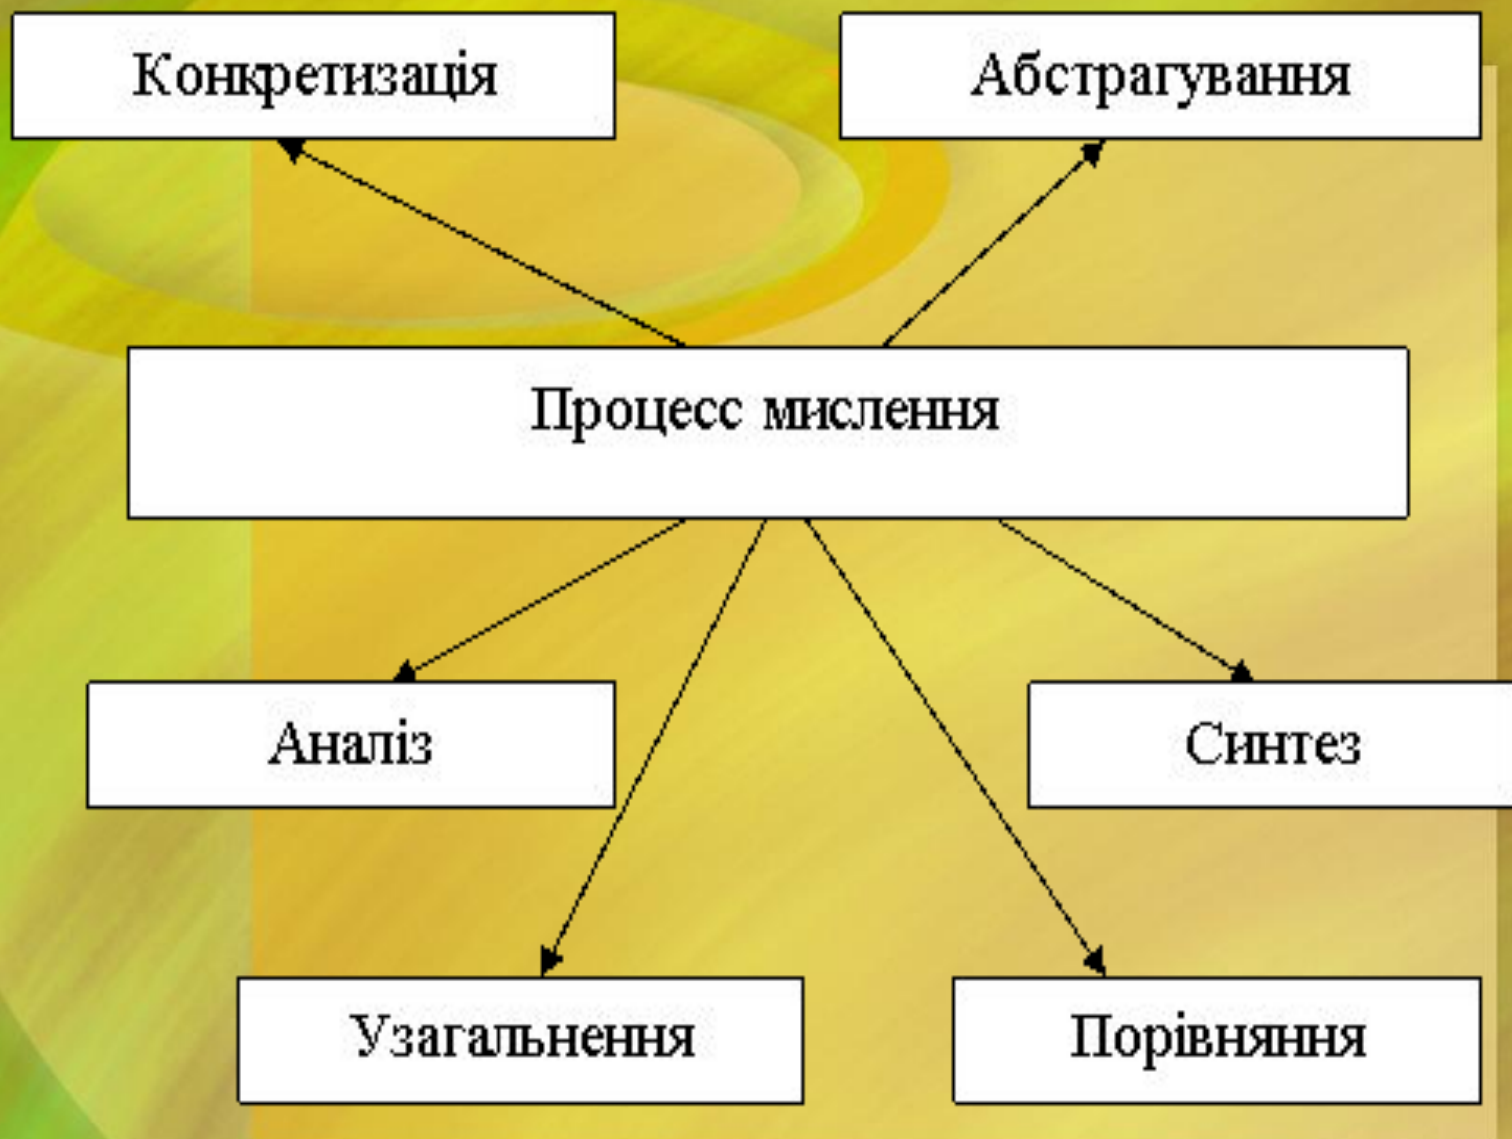 Конкретизація
Абстрагування
Процесс мислення
Аналіз
Синтез
Узагальнення
Порівняння